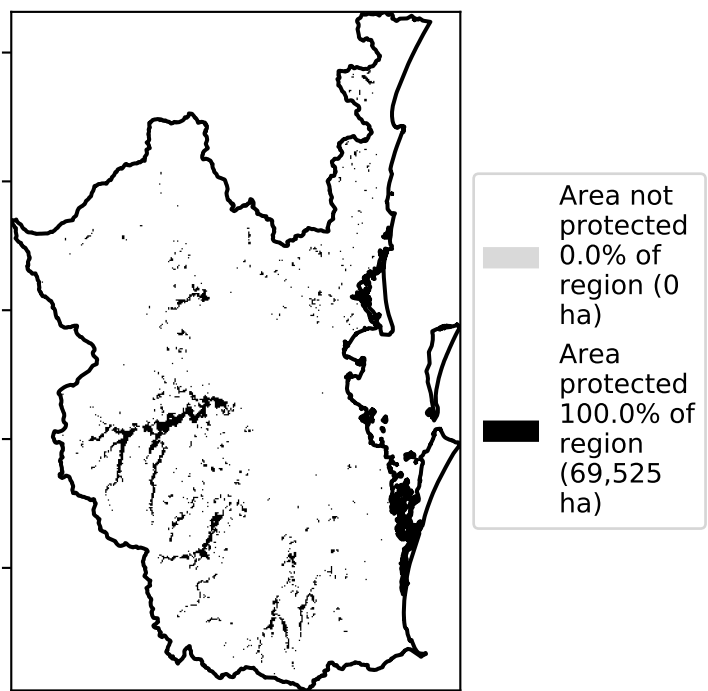 Area not
protected
0.0% of
region (0
ha)
Area
protected
100.0% of
region
(69,525
ha)